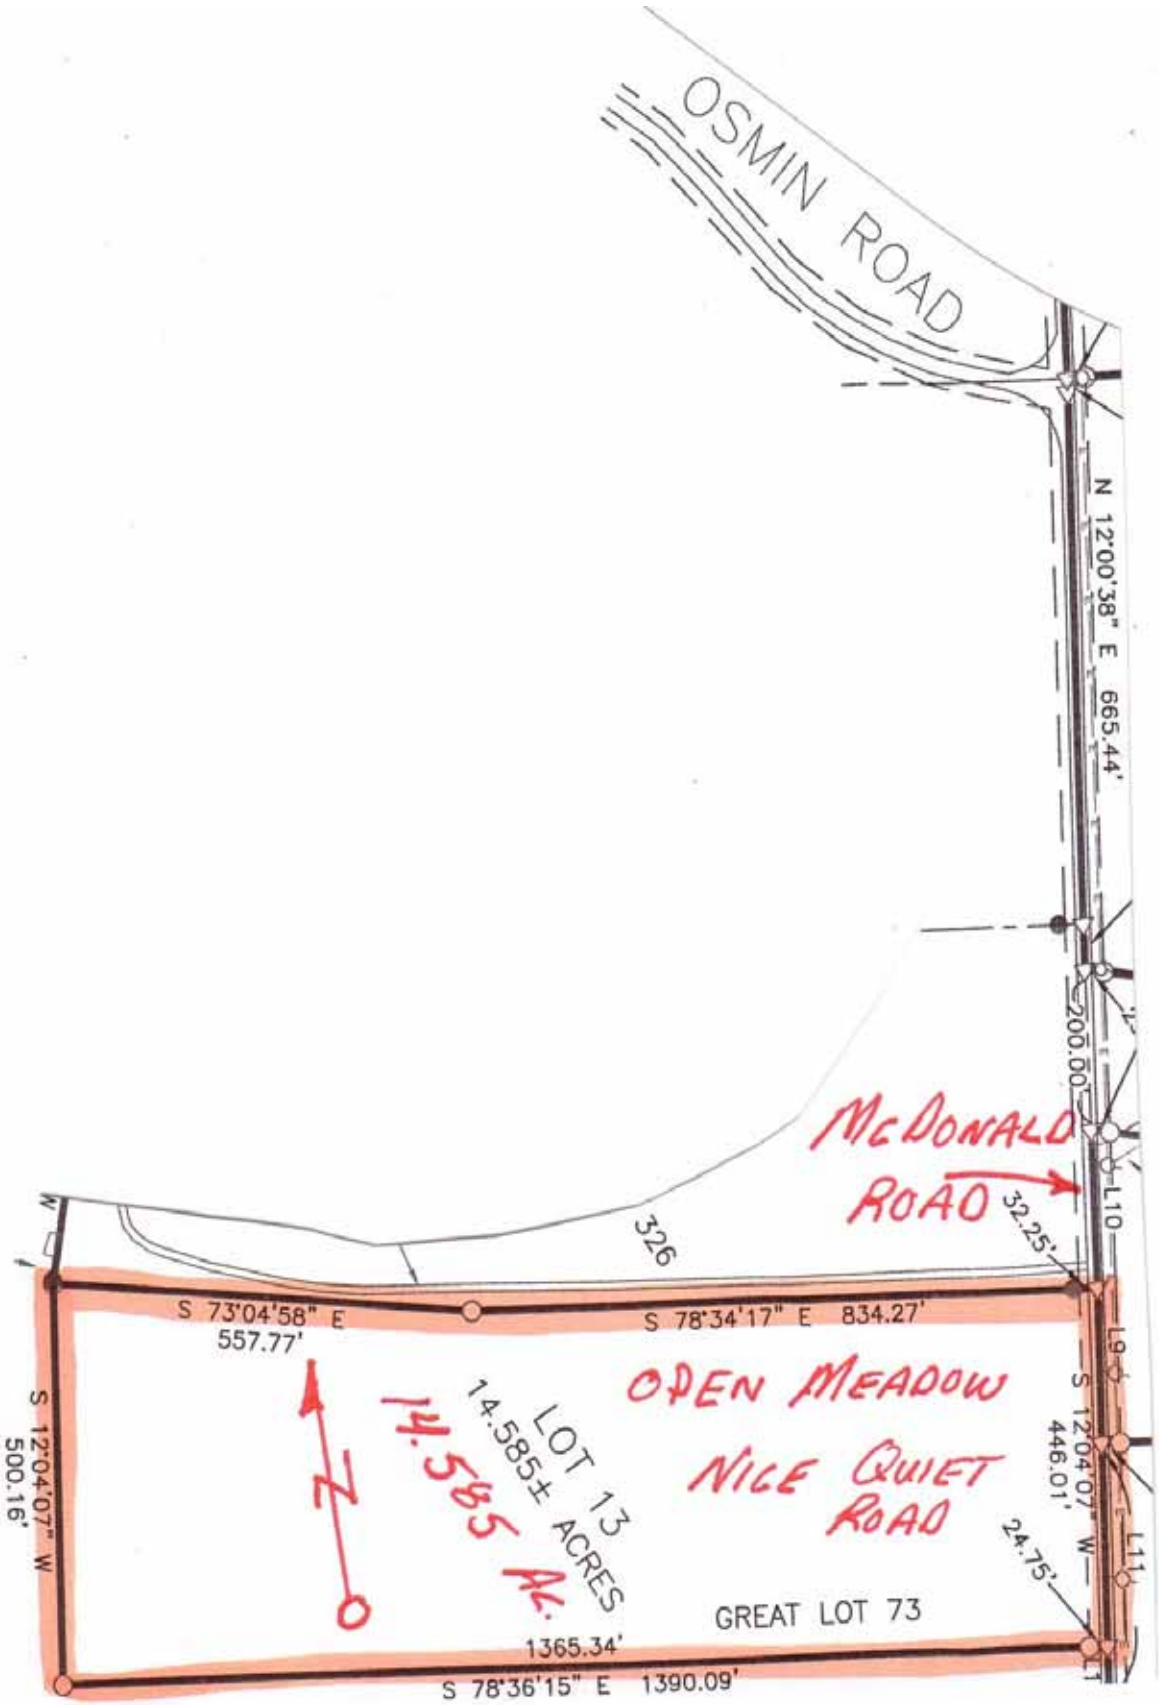 OSMIN ROAD
N 12°00'38" E 665.44'
200.00'
McDONALD
ROAD
L10
32.25'
326
W
S 73°04'58" E
557.77'
S 78°34'17" E 834.27'
L9
OPEN MEADOW
NICE QUIET
ROAD
S 12°04'07" W
446.01'
LOT 13
14.585± ACRES
14.585 AC.
N
24.75'
L11
GREAT LOT 73
S 12°04'07" W
500.16'
1365.34'
S 78°36'15" E 1390.09'